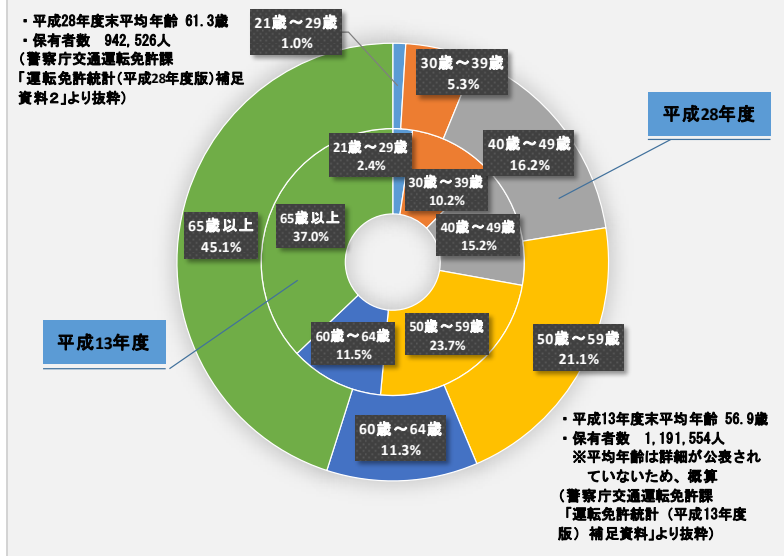 ・平成28年度末平均年齢 61.3歳
・保有者数 942,526人
（警察庁交通運転免許課
「運転免許統計（平成28年度版）補足
資料２」より抜粋）
21歳～29歳
1.0%
30歳～39歳
5.3%
平成28年度
40歳～49歳
16.2%
21歳～29歳
2.4%
30歳～39歳
10.2%
65歳以上
45.1%
65歳以上
37.0%
40歳～49歳
15.2%
平成13年度
60歳～64歳
11.5%
50歳～59歳
23.7%
50歳～59歳
21.1%
60歳～64歳
11.3%
・平成13年度末平均年齢 56.9歳
・保有者数 1,191,554人
※平均年齢は詳細が公表され
ていないため、概算
（警察庁交通運転免許課
「運転免許統計（平成13年度
版） 補足資料」より抜粋）